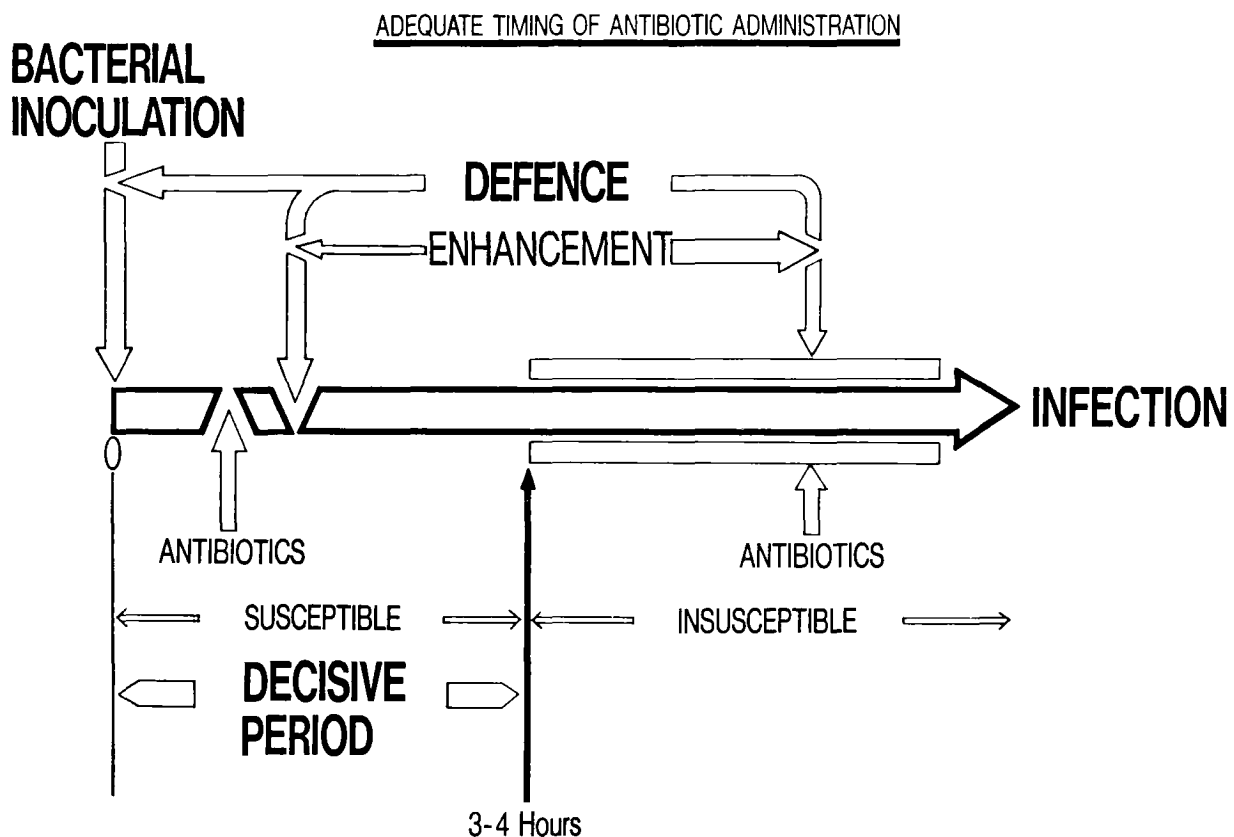 ADEQUATE TIMING OF ANTIBIOTIC ADMINISTRATION
BACTERIAL
INOCULATION
DEFENCE
ENHANCEMENT
INFECTION
0
ANTIBIOTICS
ANTIBIOTICS
SUSCEPTIBLE
INSUSCEPTIBLE
DECISIVE
PERIOD
3-4 Hours